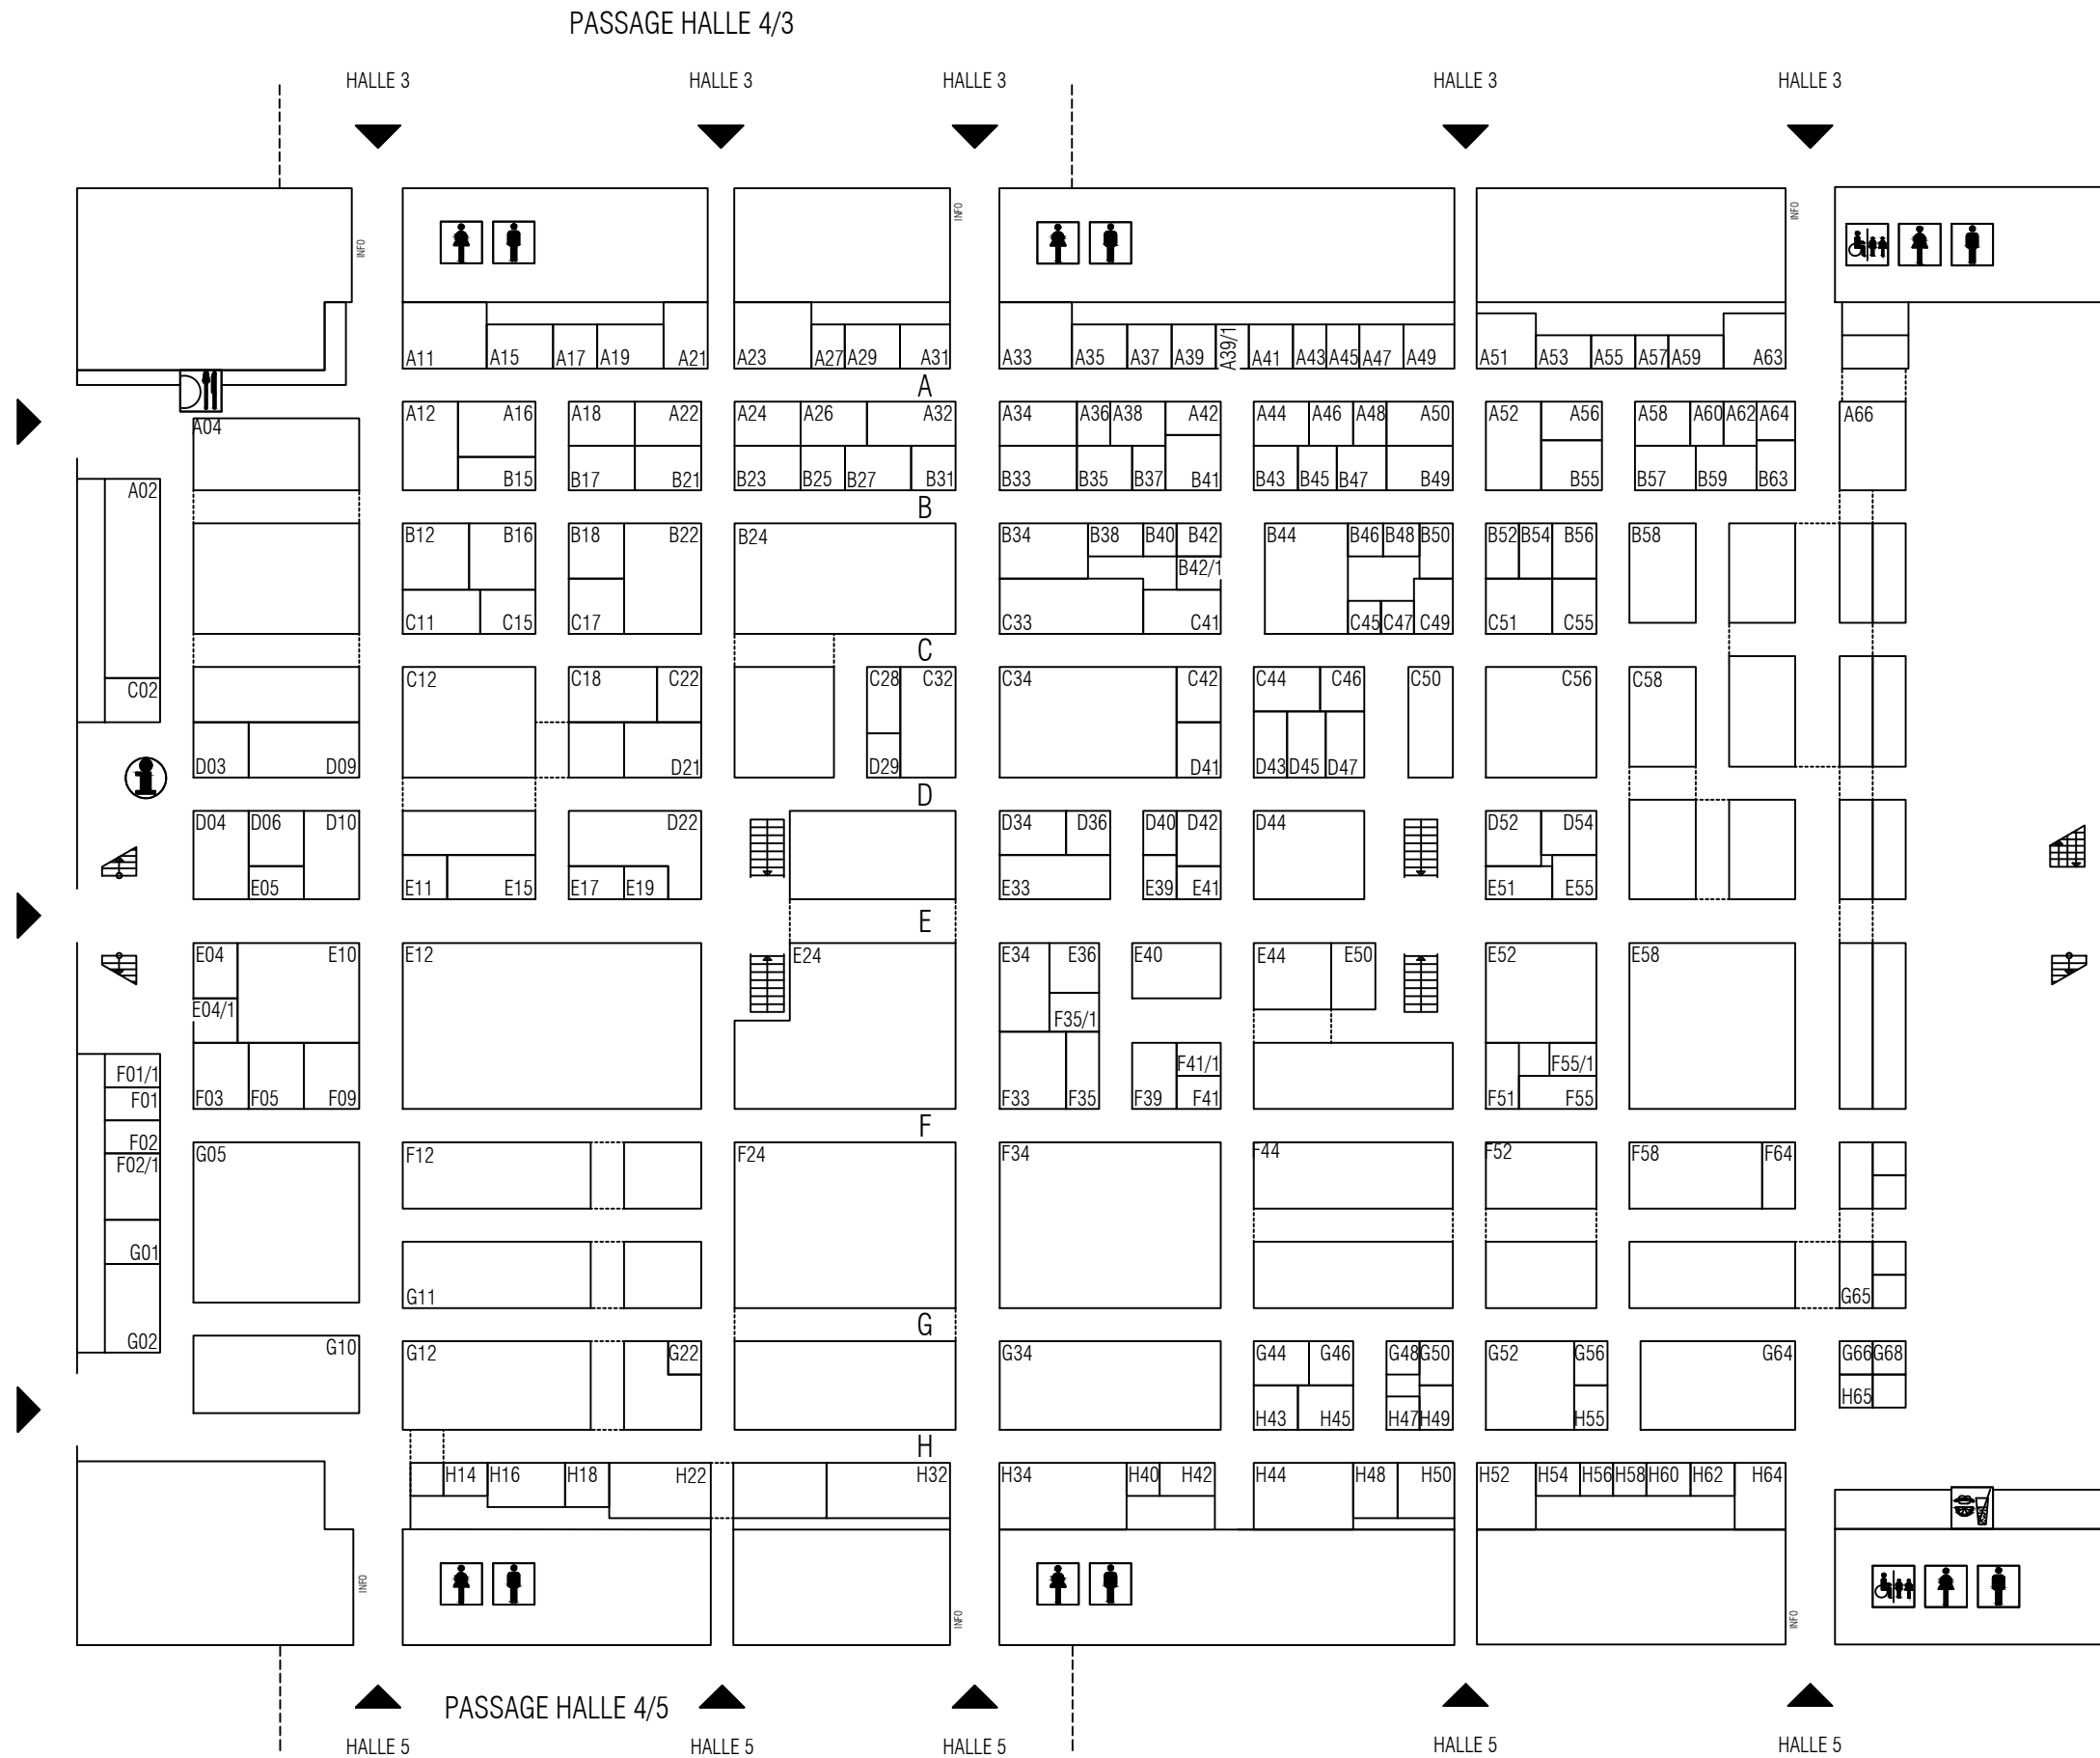 PASSAGE HALLE 4/3
HALLE 3 HALLE 3 HALLE 3 HALLE 3 HALLE 3
INFO INFO INFO
A11 A15 A17 A19 A21 A23 A27 A29 A31 A33 A35 A37 A39 A39/1 A41 A43 A45 A47 A49 A51 A53 A55 A57 A59 A63
A
A04 A12 A16 A18 A22 A24 A26 A32 A34 A36 A38 A42 A44 A46 A48 A50 A52 A56 A58 A60 A62 A64 A66
B15 B17 B21 B23 B25 B27 B31 B33 B35 B37 B41 B43 B45 B47 B49 B55 B57 B59 B63
A02
B
B12 B16 B18 B22 B24 B34 B38 B40 B42 B44 B46 B48 B50 B52 B54 B56 B58
B42/1
C11 C15 C17 C33 C41 C45 C47 C49 C51 C55
C
C02 C12 C18 C22 C28 C32 C34 C42 C44 C46 C50 C56 C58
D03 D09 D21 D29 D41 D43 D45 D47
D
D04 D06 D10 D22 D34 D36 D40 D42 D44 D52 D54
E05 E11 E15 E17 E19 E33 E39 E41 E51 E55
E
E04 E10 E12 E24 E34 E36 E40 E44 E50 E52 E58
E04/1 F35/1
F01/1 F41/1 F55/1
F01 F03 F05 F09 F33 F35 F39 F41 F51 F55
F
F02 G05 F12 F24 F34 F44 F52 F58 F64
F02/1
G01
G11 G65
G
G02 G10 G12 G22 G34 G44 G46 G48 G50 G52 G56 G64 G66 G68
H65
H43 H45 H47 H49 H55
H
H14 H16 H18 H22 H32 H34 H40 H42 H44 H48 H50 H52 H54 H56 H58 H60 H62 H64
INFO INFO INFO
PASSAGE HALLE 4/5
HALLE 5 HALLE 5 HALLE 5 HALLE 5 HALLE 5